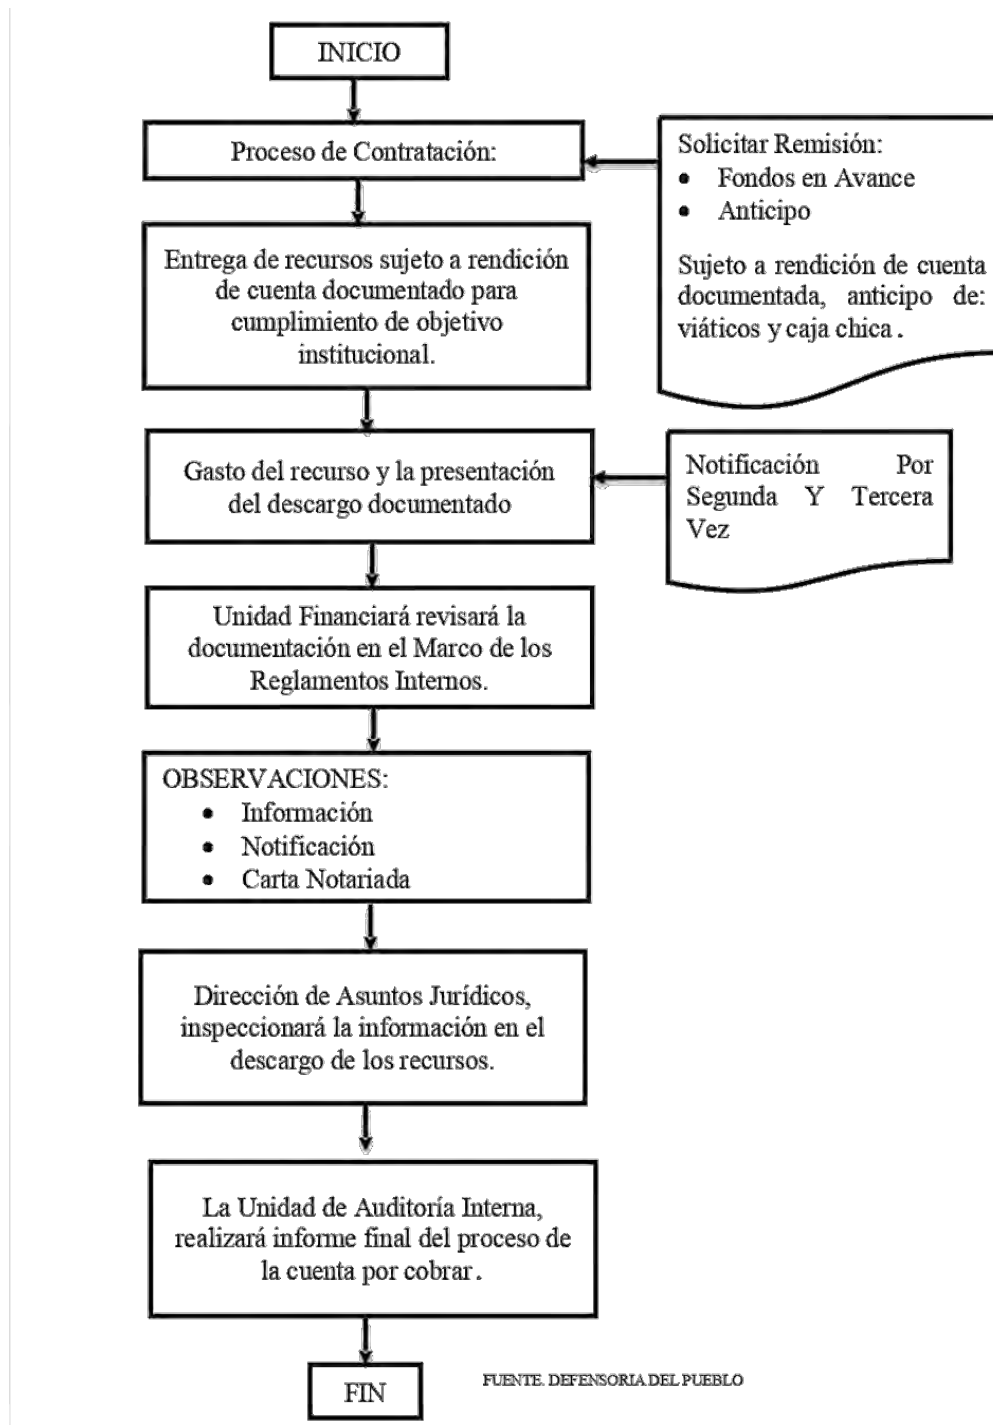 INICIO
Proceso de Contratación:
Solicitar Remisión:
• Fondos en Avance
• Anticipo
Sujeto a rendición de cuenta
documentada, anticipo de:
viáticos y caja chica.
Entrega de recursos sujeto a rendición
de cuenta documentado para
cumplimiento de objetivo
institucional.
Gasto del recurso y la presentación
del descargo documentado
Notificación Por
Segunda Y Tercera
Vez
Unidad Financiará revisará la
documentación en el Marco de los
Reglamentos Internos.
OBSERVACIONES:
• Información
• Notificación
• Carta Notariada
Dirección de Asuntos Jurídicos,
inspeccionará la información en el
descargo de los recursos.
La Unidad de Auditoría Interna,
realizará informe final del proceso de
la cuenta por cobrar.
FIN
FUENTE. DEFENSORIA DEL PUEBLO